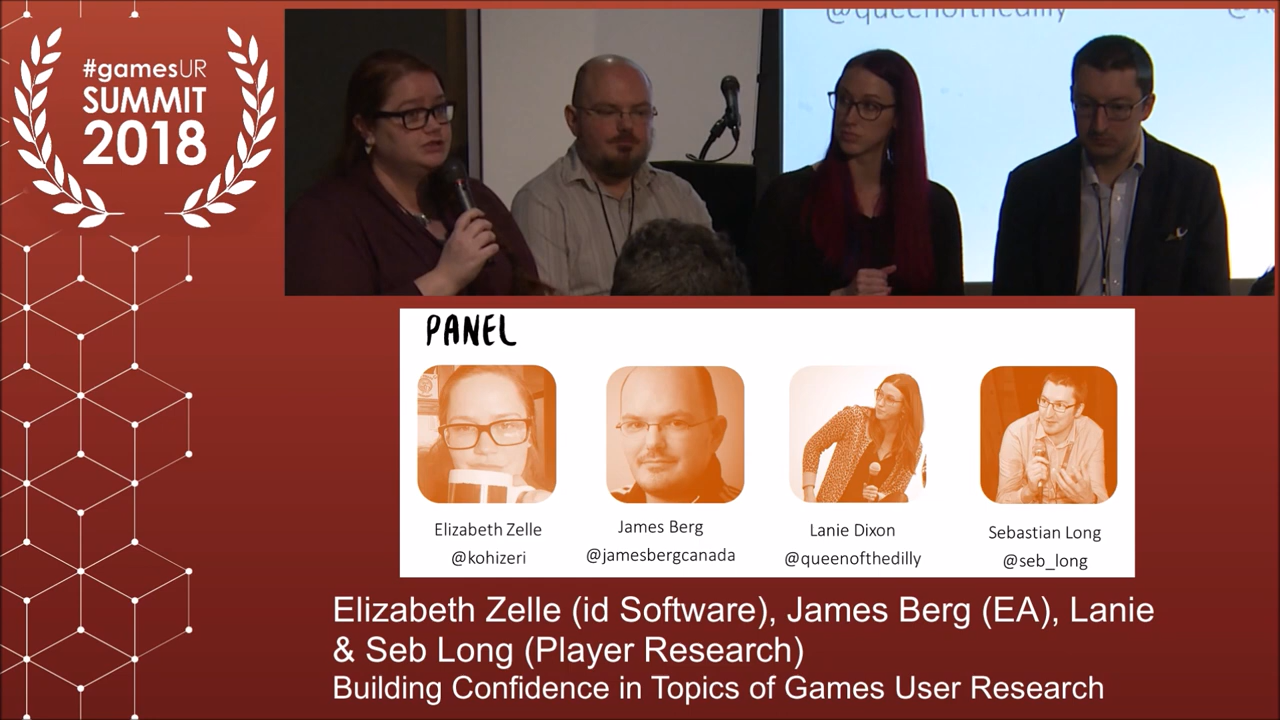 #gamesUR
SUMMIT
2018
@queenofthedilly
PANEL
Elizabeth Zelle
James Berg
Lanie Dixon
Sebastian Long
@kohizeri
@jamesbergcanada
@queenofthedilly
@seb_long
Elizabeth Zelle (id Software), James Berg (EA), Lanie
& Seb Long (Player Research)
Building Confidence in Topics of Games User Research